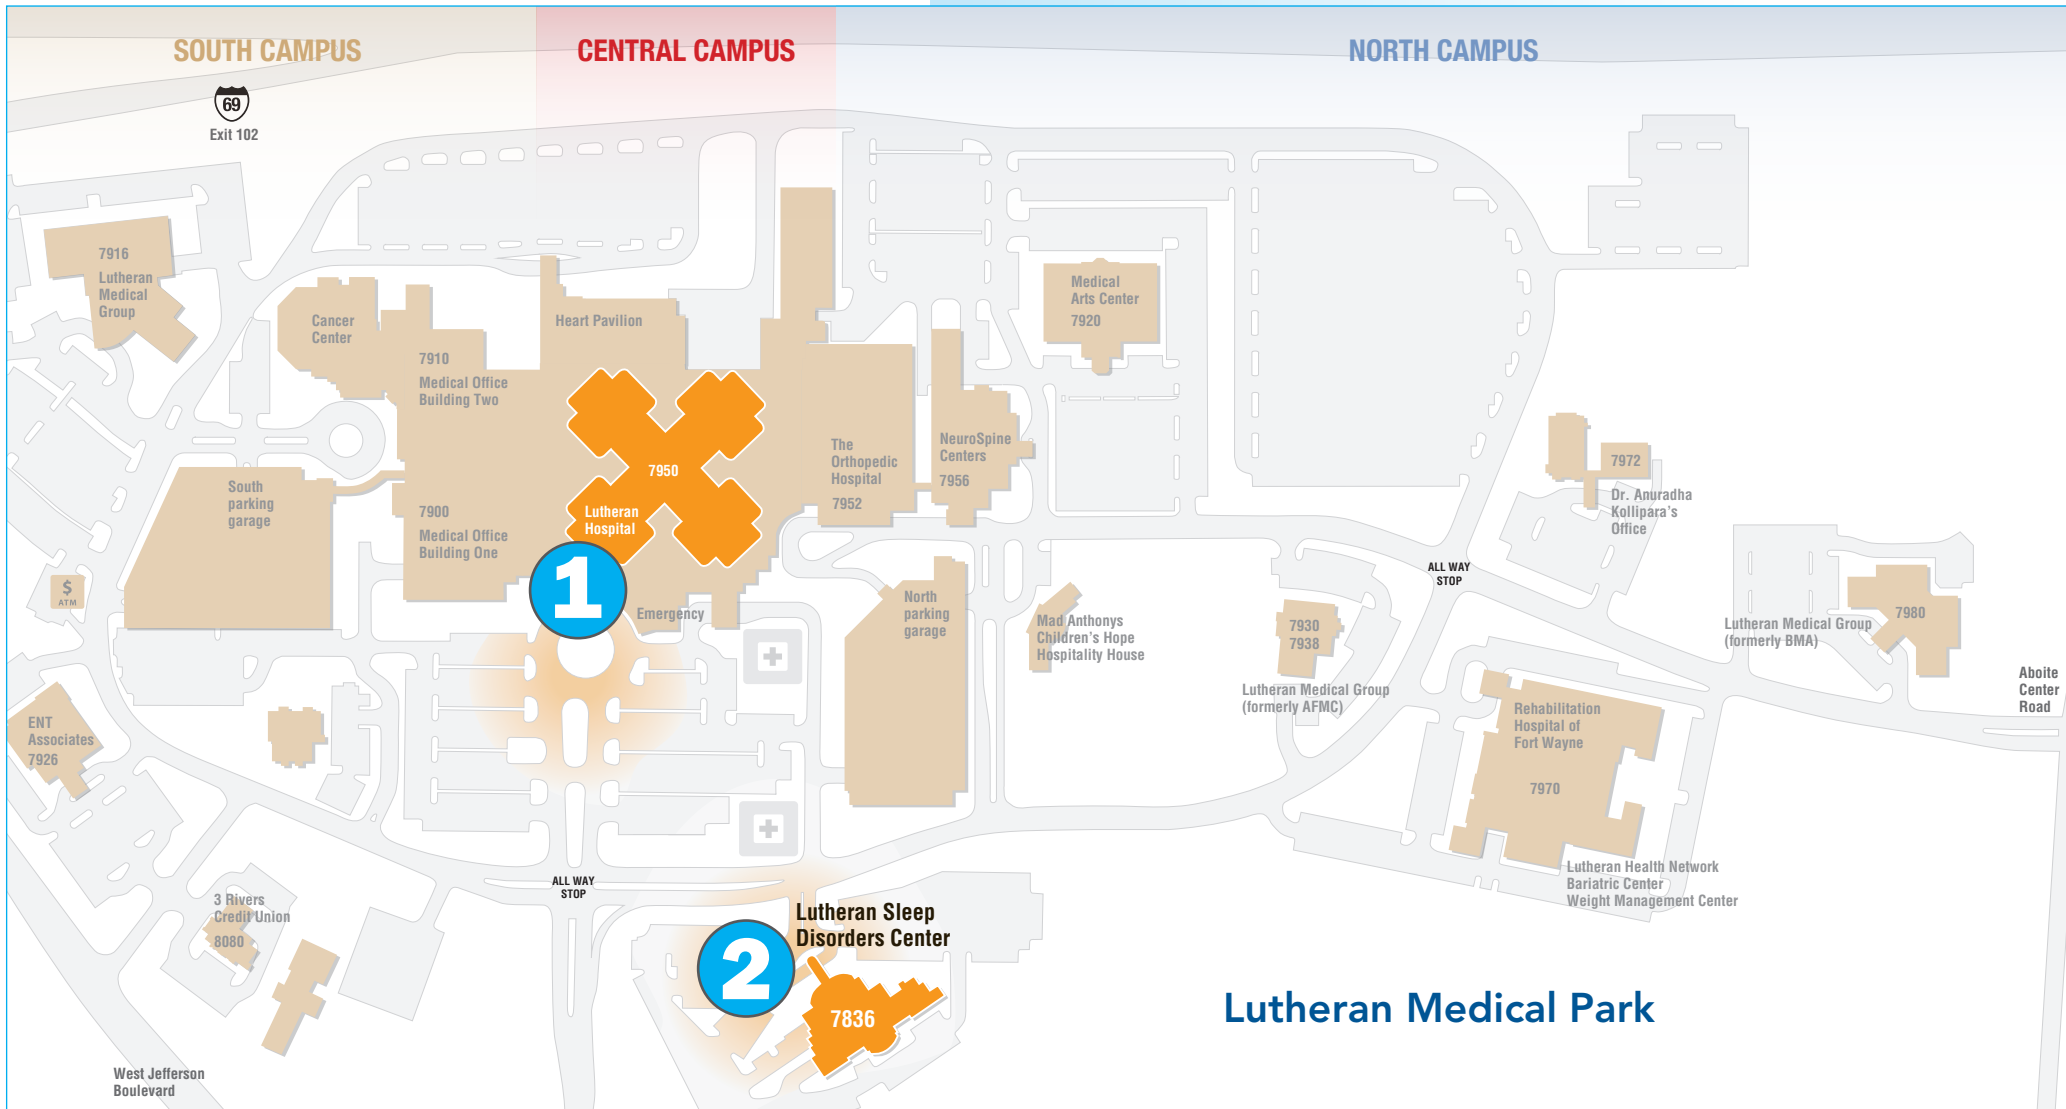 SOUTH CAMPUS
CENTRAL CAMPUS
NORTH CAMPUS
69
Exit 102
7916
Lutheran
Medical
Group
Cancer
Center
7910
Medical Office
Building Two
Heart Pavilion
Medical
Arts Center
7920
7950
Lutheran
Hospital
The
Orthopedic
Hospital
7952
NeuroSpine
Centers
7956
7972
Dr. Anuradha
Kollipara's
Office
South
parking
garage
7900
Medical Office
Building One
$
ATM
1
Emergency
North
parking
garage
Mad Anthonys
Children's Hope
Hospitality House
7930
7938
Lutheran Medical Group
(formerly AFMC)
ALL WAY
STOP
Lutheran Medical Group
(formerly BMA)
7980
Aboite
Center
Road
ENT
Associates
7926
Rehabilitation
Hospital of
Fort Wayne
7970
Lutheran Health Network
Bariatric Center
Weight Management Center
ALL WAY
STOP
3 Rivers
Credit Union
8080
Lutheran Sleep
Disorders Center
2
7836
Lutheran Medical Park
West Jefferson
Boulevard